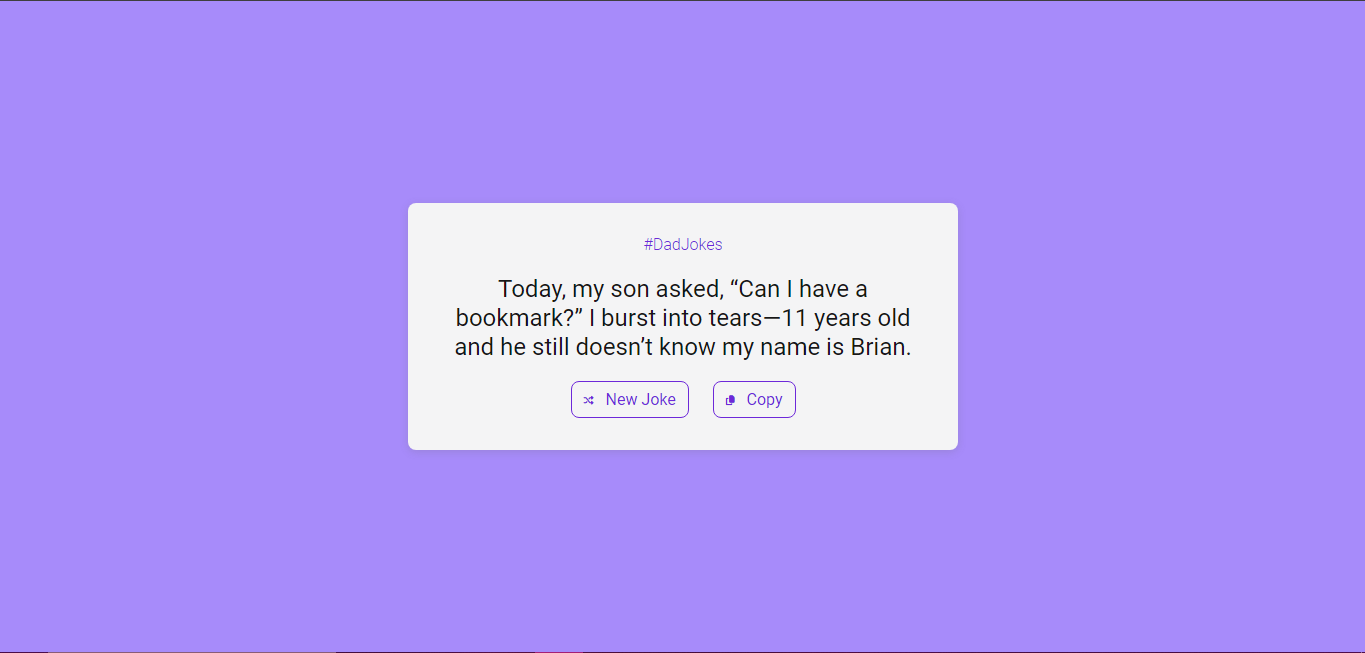 #DadJokes
Today, my son asked, “Can I have a
bookmark?” I burst into tears—11 years old
and he still doesn’t know my name is Brian.
New Joke Copy